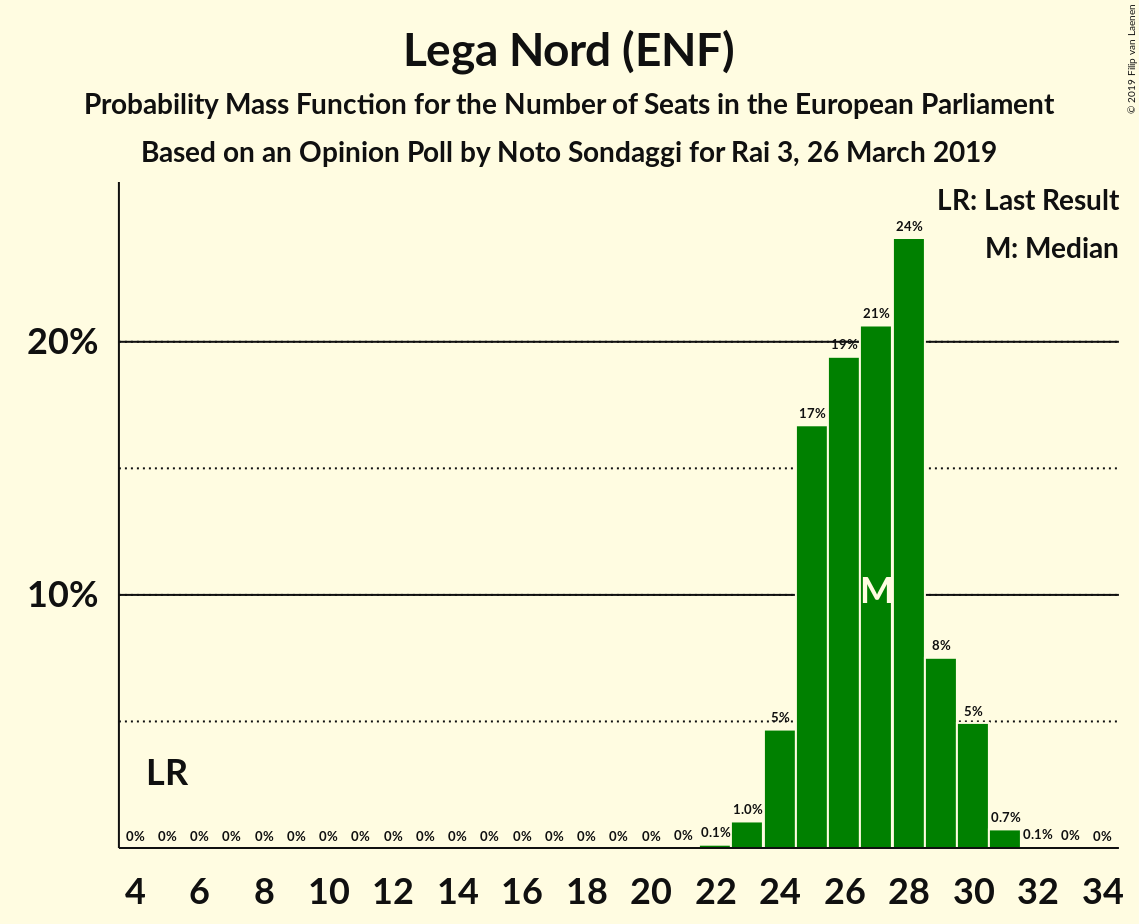 Lega Nord (ENF)
Probability Mass Function for the Number of Seats in the European Parliament
Based on an Opinion Poll by Noto Sondaggi for Rai 3, 26 March 2019
© 2019 Filip van Laenen
LR: Last Result
M: Median
24%
21%
20%
19%
17%
10%
M
8%
5%
5%
LR
1.0%
0.7%
0% 0% 0% 0% 0% 0% 0% 0% 0% 0% 0% 0% 0% 0% 0% 0% 0% 0% 0.1% 0.1% 0% 0%
4 6 8 10 12 14 16 18 20 22 24 26 28 30 32 34